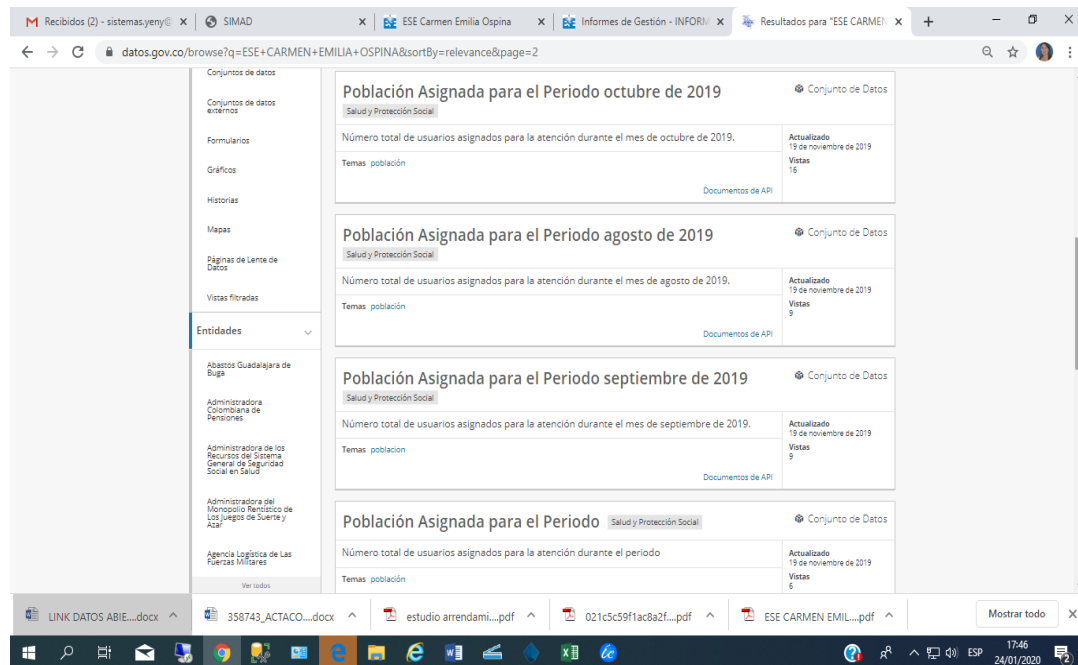 Recibidos (2) - sistemas.yeny@
SIMAD
ESE Carmen Emilia Ospina
Informes de Gestión - INFORM
Resultados para "ESE CARMEN
datos.gov.co/browse?q=ESE+CARMEN+EMILIA+OSPINA&sortBy=relevance&page=2
Conjuntos de datos
Conjuntos de datos
externos
Formularios
Gráficos
Historias
Mapas
Páginas de Lente de
Datos
Vistas filtradas
Entidades
Abastos Guadalajara de
Buga
Administradora
Colombiana de
Pensiones
Administradora de los
Recursos del Sistema
General de Seguridad
Social en Salud
Administradora del
Monopolio Rentístico de
Los Juegos de Suerte y
Azar
Agencia Logística de Las
Fuerzas Militares
Ver todos
Población Asignada para el Periodo octubre de 2019
Conjunto de Datos
Salud y Protección Social
Número total de usuarios asignados para la atención durante el mes de octubre de 2019.
Actualizado
19 de noviembre de 2019
Temas población
Vistas
16
Documentos de API
Población Asignada para el Periodo agosto de 2019
Conjunto de Datos
Salud y Protección Social
Número total de usuarios asignados para la atención durante el mes de agosto de 2019.
Actualizado
19 de noviembre de 2019
Temas población
Vistas
9
Documentos de API
Población Asignada para el Periodo septiembre de 2019
Conjunto de Datos
Salud y Protección Social
Número total de usuarios asignados para la atención durante el mes de septiembre de 2019.
Actualizado
19 de noviembre de 2019
Temas poblacion
Vistas
9
Documentos de API
Población Asignada para el Periodo Salud y Protección Social
Conjunto de Datos
Número total de usuarios asignados para la atención durante el periodo
Actualizado
19 de noviembre de 2019
Temas población
Vistas
6
LINK DATOS ABIE....docx
358743_ACTACO....docx
estudio arrendami....pdf
021c5c59f1ac8a2f....pdf
ESE CARMEN EMIL....pdf
Mostrar todo
ESP
17:46
24/01/2020
2